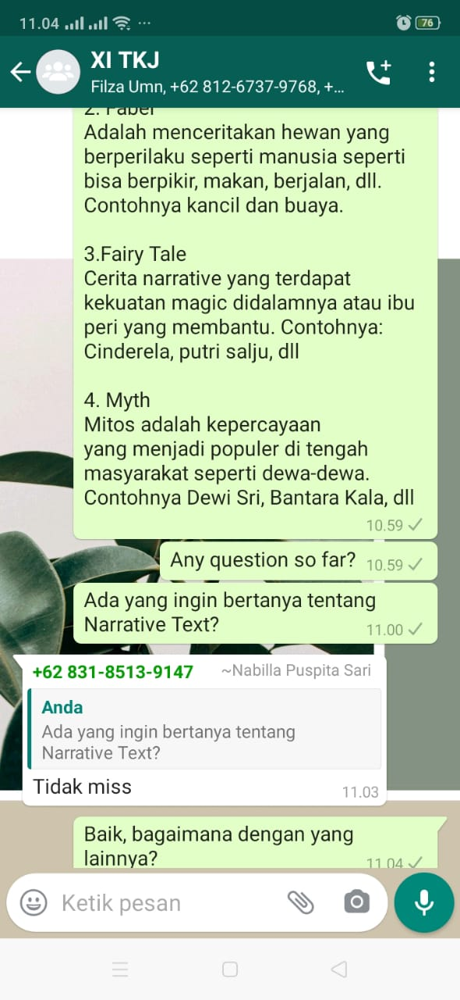 11.04
76
XI TKJ
Filza Umn, +62 812-6737-9768, +...
2. Fabel
Adalah menceritakan hewan yang
berperilaku seperti manusia seperti
bisa berpikir, makan, berjalan, dll.
Contohnya kancil dan buaya.
3.Fairy Tale
Cerita narrative yang terdapat
kekuatan magic didalamnya atau ibu
peri yang membantu. Contohnya:
Cinderela, putri salju, dll
4. Myth
Mitos adalah kepercayaan
yang menjadi populer di tengah
masyarakat seperti dewa-dewa.
Contohnya Dewi Sri, Bantara Kala, dll
10.59
Any question so far? 10.59
Ada yang ingin bertanya tentang
Narrative Text? 11.00
+62 831-8513-9147 ~Nabilla Puspita Sari
Anda
Ada yang ingin bertanya tentang
Narrative Text?
Tidak miss 11.03
Baik, bagaimana dengan yang
lainnya? 11.04
Ketik pesan